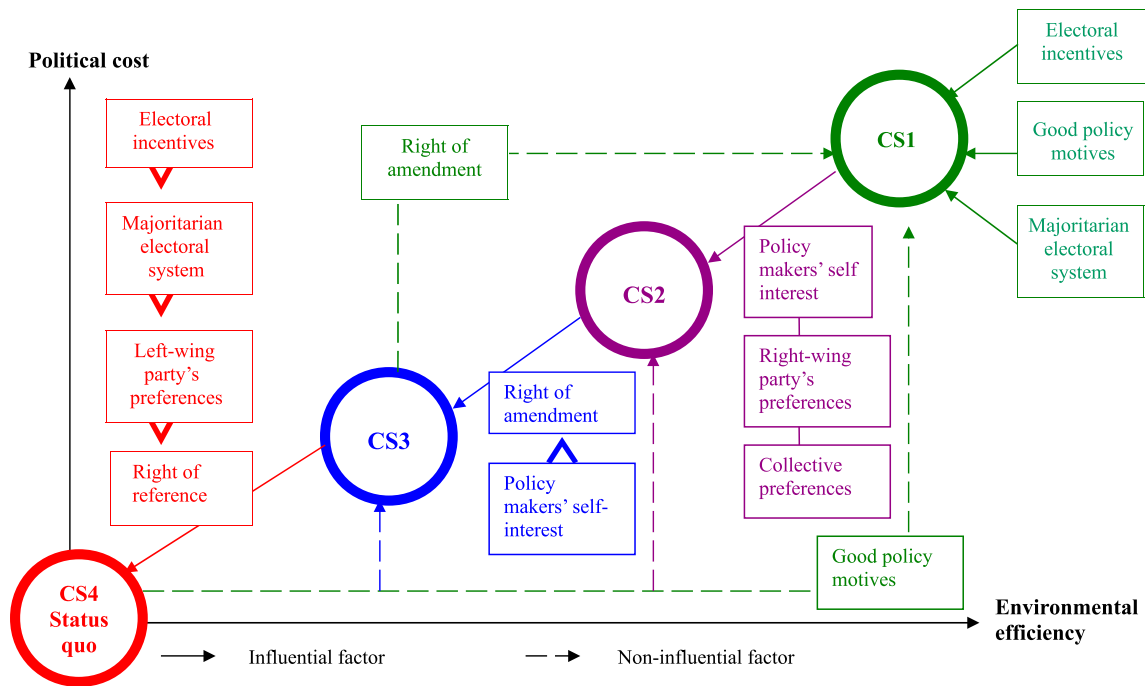 Political cost
Electoral
incentives
Majoritarian
electoral
system
Left-wing
party's
preferences
Right of
reference
CS4
Status
quo
Right of
amendment
CS3
CS2
CS1
Right of
amendment
Policy
makers' self-
interest
Policy
makers' self
interest
Right-wing
party's
preferences
Collective
preferences
Electoral
incentives
Good policy
motives
Majoritarian
electoral
system
Good policy
motives
Environmental
efficiency
Influential factor
Non-influential factor